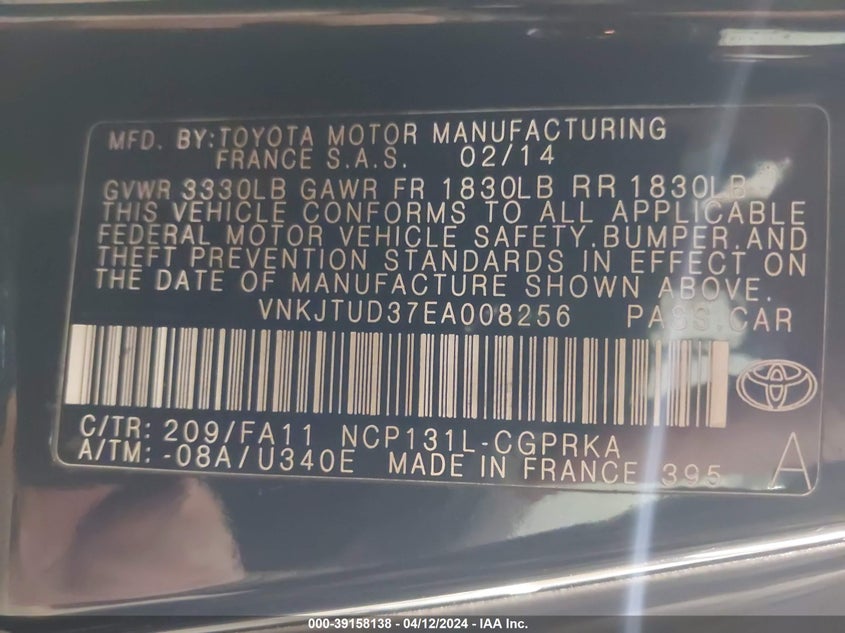 MFD. BY:TOYOTA MOTOR MANUFACTURING
FRANCE S.A.S. 02/14
GVWR 3330LB GAWR FR 1830LB RR 1830LB
THIS VEHICLE CONFORMS TO ALL APPLICABLE
FEDERAL MOTOR VEHICLE SAFETY,BUMPER,AND
THEFT PREVENTION STANDARDS IN EFFECT ON
THE DATE OF MANUFACTURE SHOWN ABOVE.
VNKJTUD37EA008256 PASS.CAR
C/TR: 209/FA11 NCP131L-CGPRKA
A/TM: -08A/U340E MADE IN FRANCE 395
A
000-39158138 - 04/12/2024 - IAA Inc.